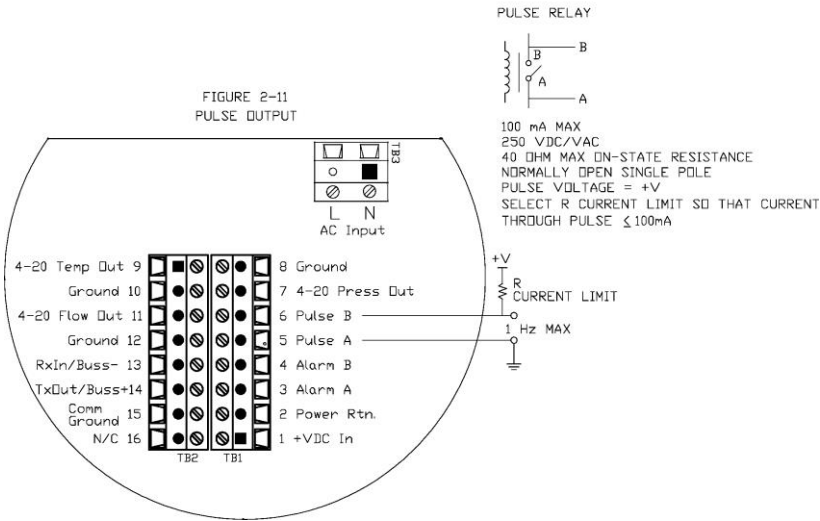 PULSE RELAY
B
B
A
A
100 mA MAX
250 VDC/VAC
40 OHM MAX ON-STATE RESISTANCE
NORMALLY OPEN SINGLE POLE
PULSE VOLTAGE = +V
SELECT R CURRENT LIMIT SO THAT CURRENT
THROUGH PULSE ≤100mA
FIGURE 2-11
PULSE OUTPUT
TB3
L N
AC Input
4-20 Temp Out 9
Ground 10
4-20 Flow Out 11
Ground 12
RxIn/Buss- 13
TxOut/Buss+14
Comm
Ground 15
N/C 16
TB2 TB1
8 Ground
7 4-20 Press Out
6 Pulse B
5 Pulse A
4 Alarm B
3 Alarm A
2 Power Rtn.
1 +VDC In
+V
R
CURRENT LIMIT
1 Hz MAX